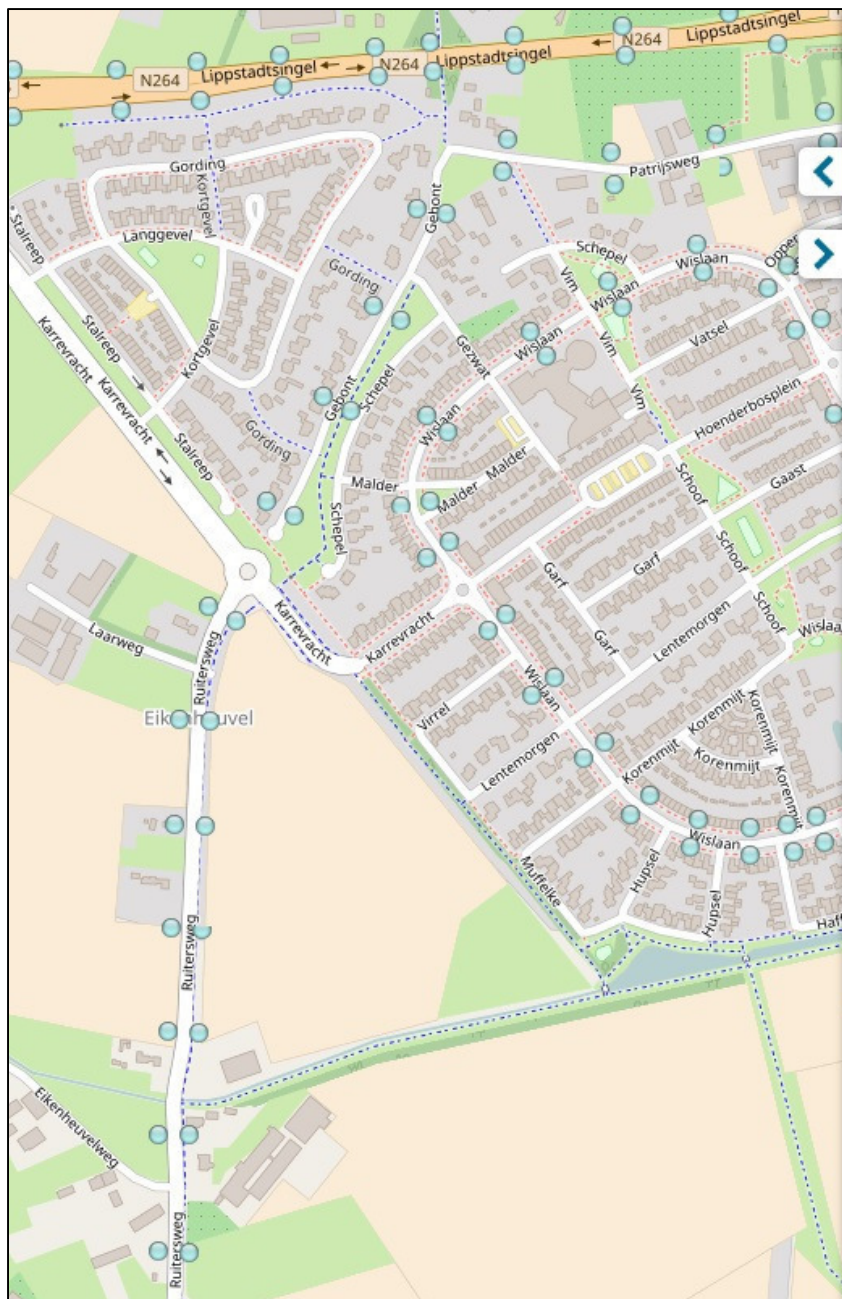 Lippstadtsingel
N264
Lippstadtsingel
N264
Lippstadtsingel
N264
Patrijsweg
Gording
Kortgevel
Gebont
Stalreep
Langgevel
Schepel
Wislaan
Vim
Gording
Wislaan
Stalreep
Karrevracht
Kortgevel
Vatsel
Gezwat
Wislaan
Vim
Schepel
Gebont
Karrevracht
Vim
Hoenderbosplein
Wislaan
Stalreep
Gording
Malder
Malder
Malder
Schoof
Gaast
Schepel
Schoof
Garf
Garf
Laarweg
Karrevracht
Karrevracht
Garf
Lentemorgen
Schoof
Ruitersweg
Wislaan
Virrel
Eikenheuvel
Korenmijt
Korenmijt
Lentemorgen
Korenmijt
Korenmijt
Korenmijt
Wislaan
Muffelke
Hupsel
Hupsel
Ruitersweg
Eikenheuvelweg
Ruitersweg